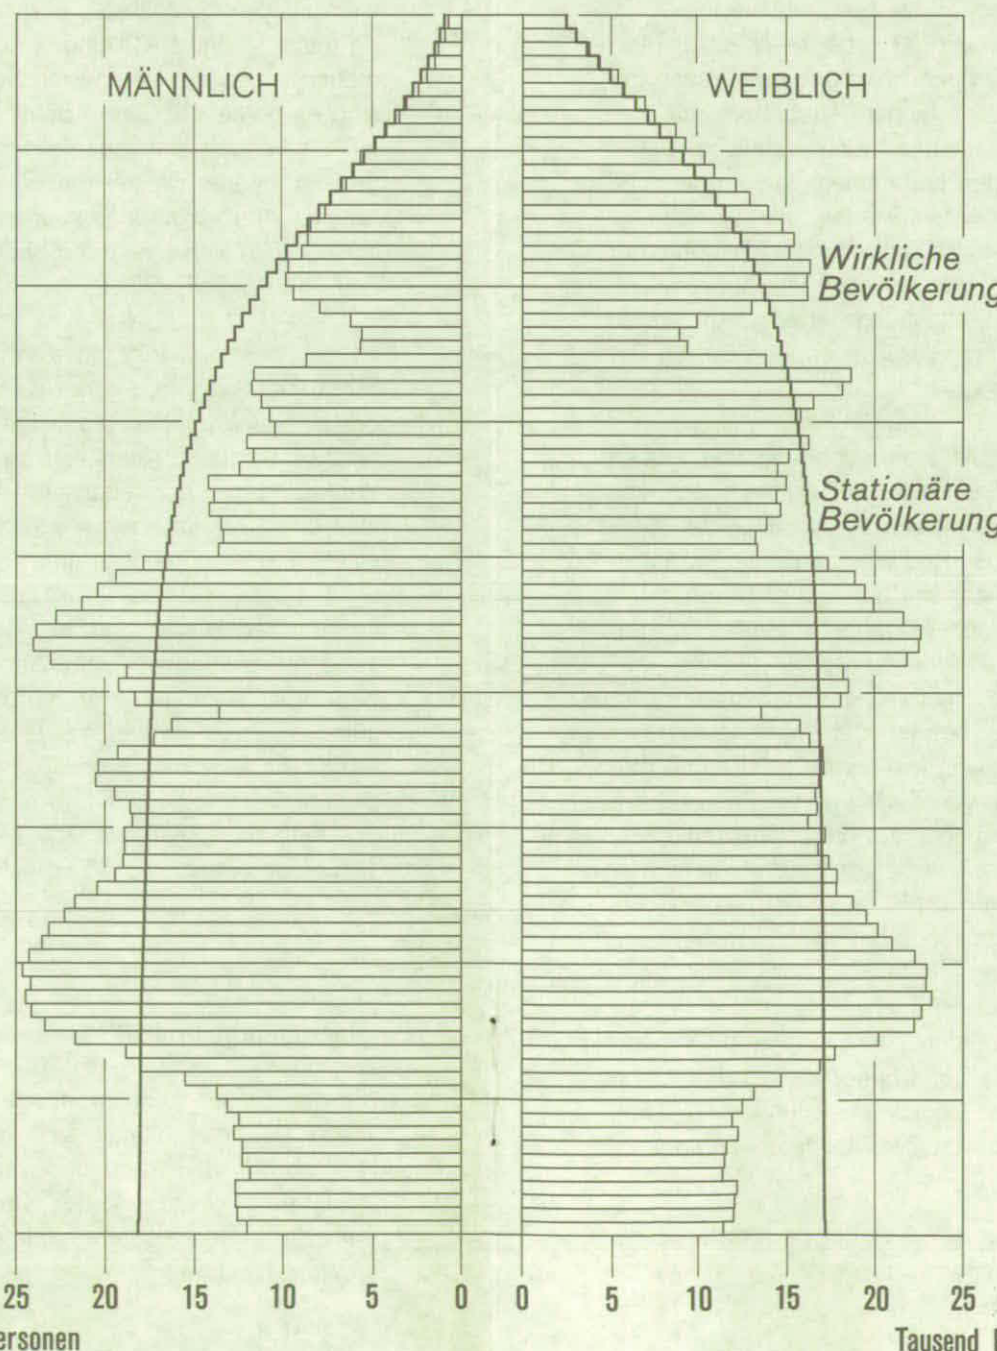 MÄNNLICH
WEIBLICH
Wirkliche
Bevölkerung
Stationäre
Bevölkerung
25 20 15 10 5 0 0 5 10 15 20 25
ersonen
Tausend